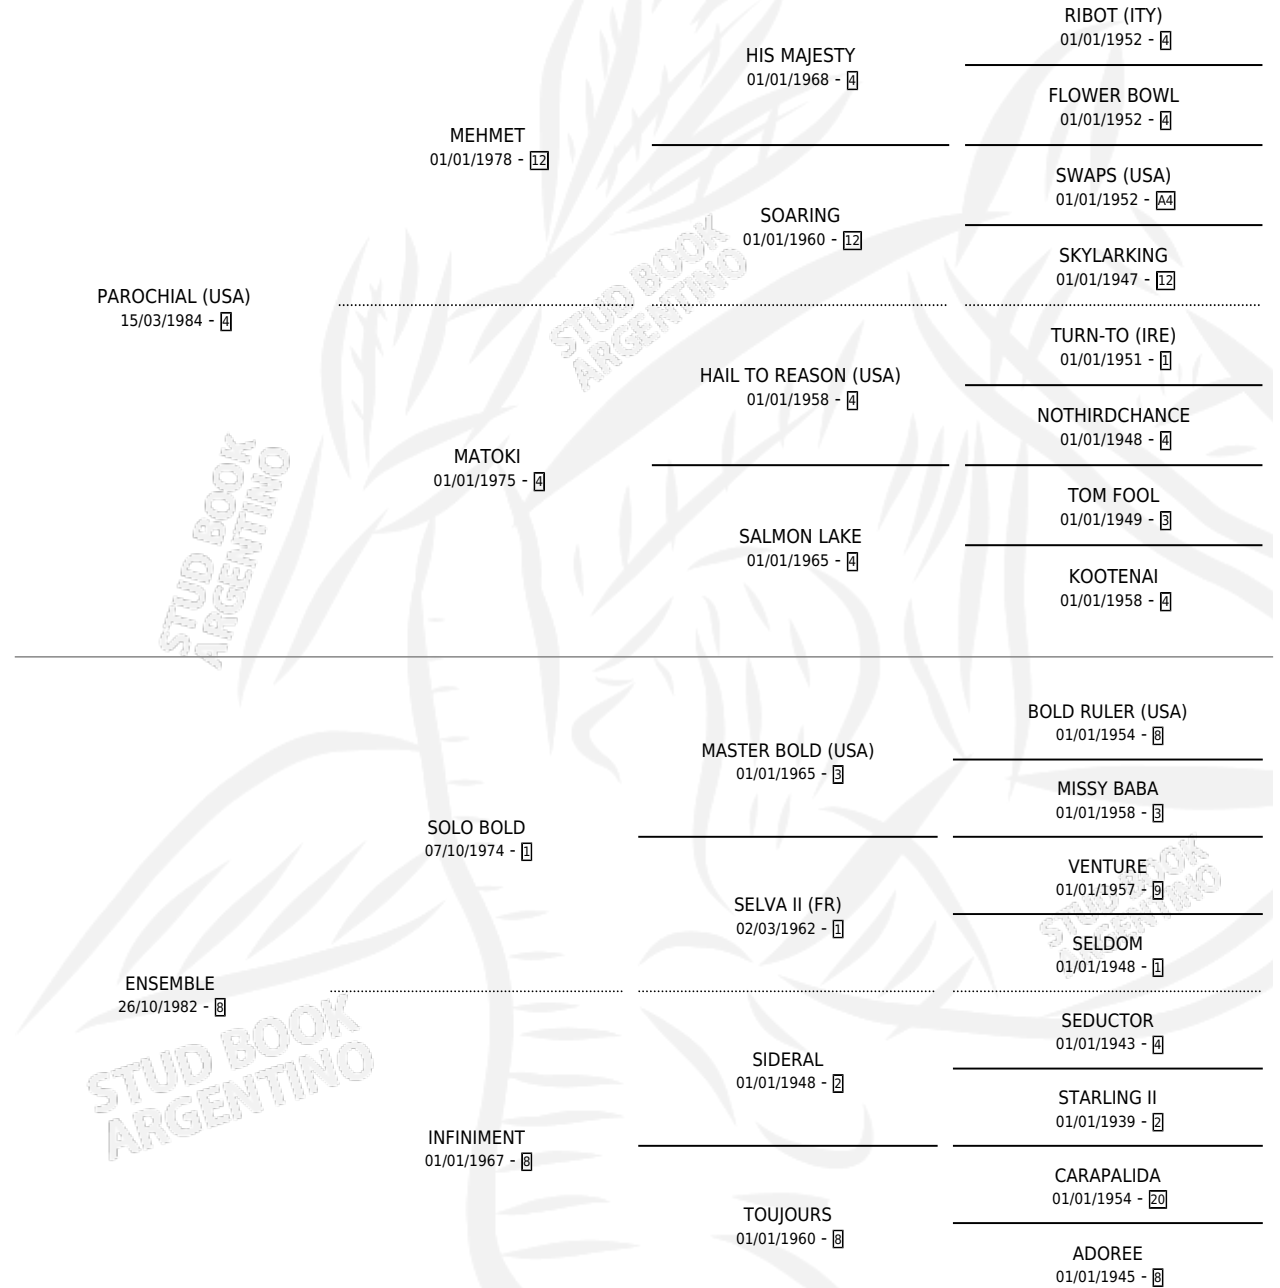 RIBOT (ITY)
01/01/1952 - 4
HIS MAJESTY
01/01/1968 - 4
FLOWER BOWL
01/01/1952 - 4
MEHMET
01/01/1978 - 12
SWAPS (USA)
01/01/1952 - A4
SOARING
01/01/1960 - 12
SKYLARKING
01/01/1947 - 12
PAROCHIAL (USA)
15/03/1984 - 4
TURN-TO (IRE)
01/01/1951 - 1
HAIL TO REASON (USA)
01/01/1958 - 4
NOTHIRDCHANCE
01/01/1948 - 4
MATOKI
01/01/1975 - 4
TOM FOOL
01/01/1949 - 3
SALMON LAKE
01/01/1965 - 4
KOOTENAI
01/01/1958 - 4
STUD BOOK
ARGENTINO
STUD BOOK
ARGENTINO
BOLD RULER (USA)
01/01/1954 - 8
MASTER BOLD (USA)
01/01/1965 - 3
MISSY BABA
01/01/1958 - 3
SOLO BOLD
07/10/1974 - 1
VENTURE
01/01/1957 - 9
SELVA II (FR)
02/03/1962 - 1
SELDOM
01/01/1948 - 1
STUD BOOK
ARGENTINO
ENSEMBLE
26/10/1982 - 8
SEDUCTOR
01/01/1943 - 4
SIDERAL
01/01/1948 - 2
STARLING II
01/01/1939 - 2
STUD BOOK
ARGENTINO
INFINIMENT
01/01/1967 - 8
CARAPALIDA
01/01/1954 - 20
TOUJOURS
01/01/1960 - 8
ADOREE
01/01/1945 - 8